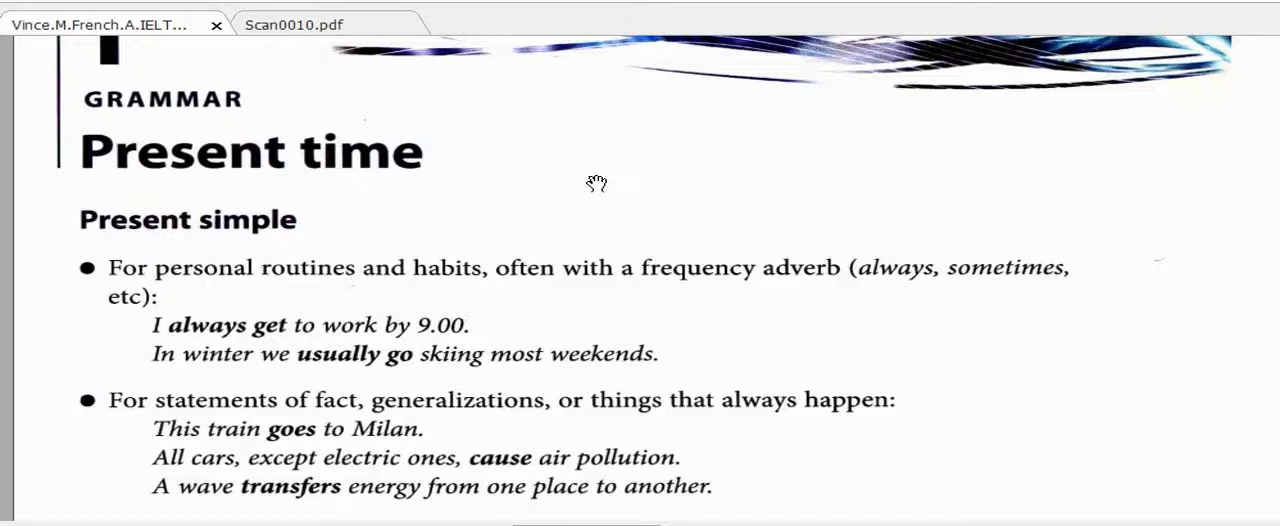 Vince.M.French.A.IELT... × Scan0010.pdf
GRAMMAR
Present time
Present simple
● For personal routines and habits, often with a frequency adverb (always, sometimes,
etc):
I always get to work by 9.00.
In winter we usually go skiing most weekends.
● For statements of fact, generalizations, or things that always happen:
This train goes to Milan.
All cars, except electric ones, cause air pollution.
A wave transfers energy from one place to another.